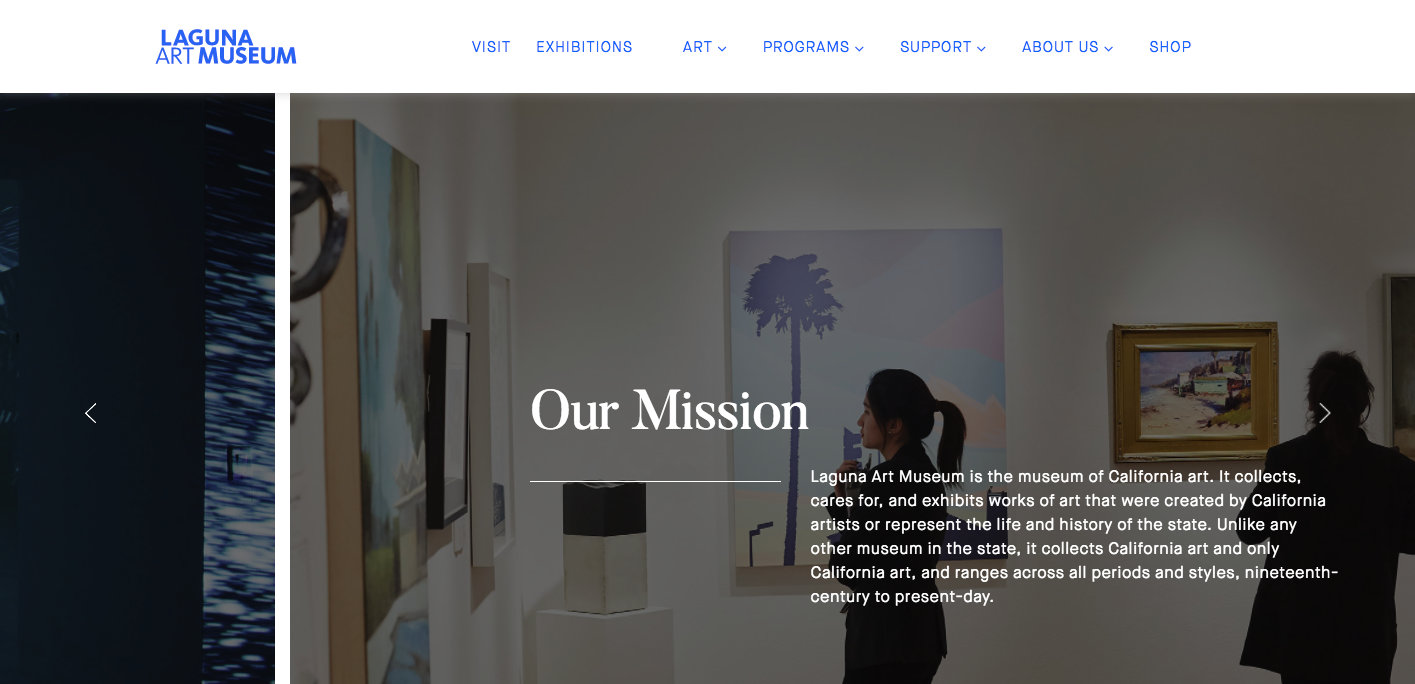 LAGUNA
ART MUSEUM
VISIT EXHIBITIONS ART PROGRAMS SUPPORT ABOUT US SHOP
Our Mission
Laguna Art Museum is the museum of California art. It collects,
cares for, and exhibits works of art that were created by California
artists or represent the life and history of the state. Unlike any
other museum in the state, it collects California art and only
California art, and ranges across all periods and styles, nineteenth-
century to present-day.